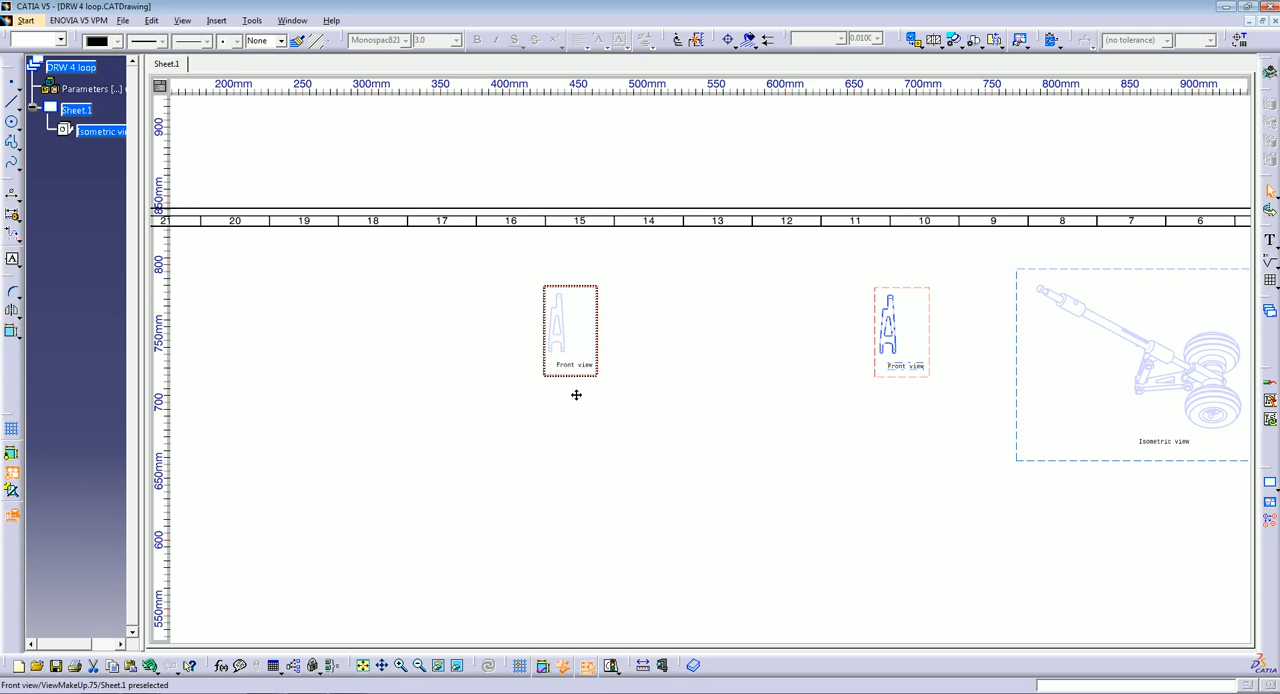 CATIA V5 - [DRW 4 loop.CATDrawing]
Start ENOVIA V5 VPM File Edit View Insert Tools Window Help
None Monospac821 3.0 B I S S 0.010( (no tolerance)
DRW 4 loop
Parameters [...]
Sheet.1
Isometric vie
Sheet.1
200mm 250 300mm 350 400mm 450 500mm 550 600mm 650 700mm 750 800mm 850 900mm
900
850mm
21 20 19 18 17 16 15 14 13 12 11 10 9 8 7 6
800
750mm
Front view Front view
700
Isometric view
650mm
600
550mm
f(x)
CATIA
Front view/ViewMakeUp.75/Sheet.1 preselected